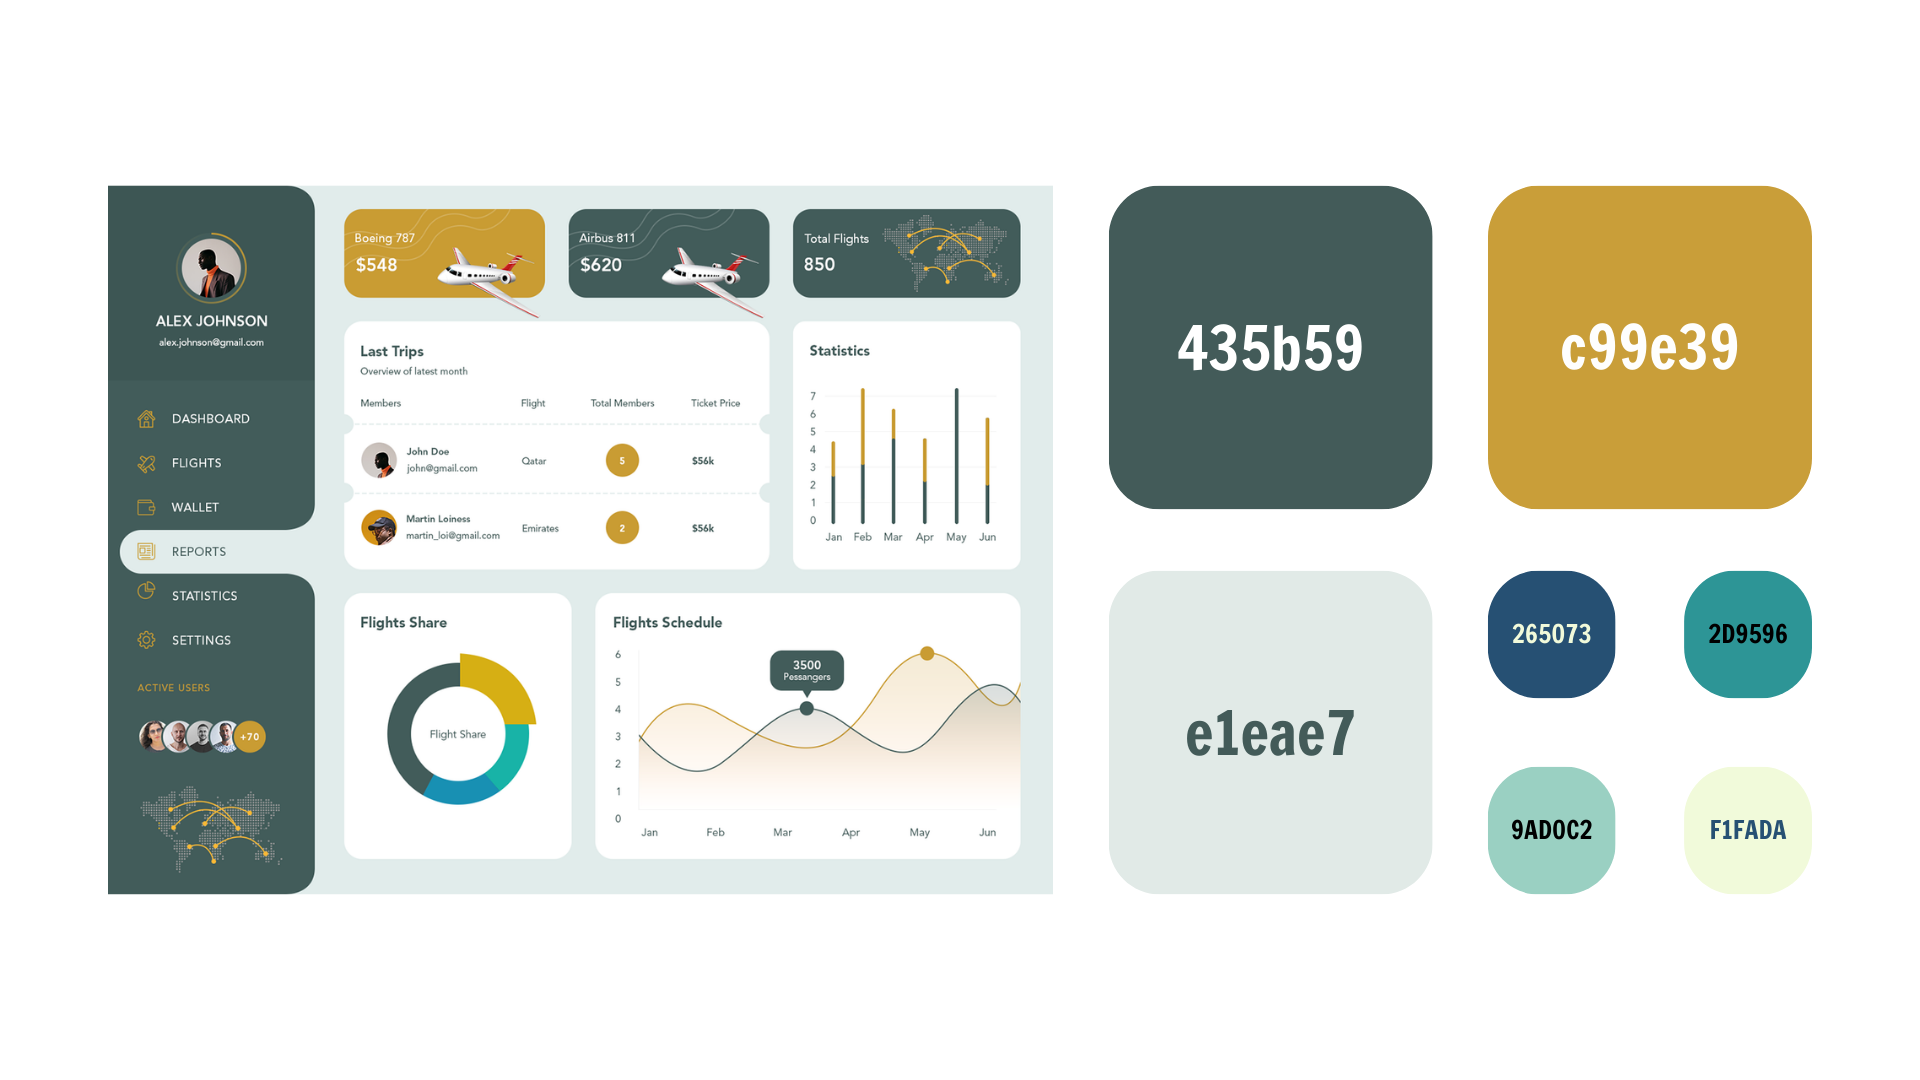 ALEX JOHNSON
alex.johnson@gmail.com
DASHBOARD
FLIGHTS
WALLET
REPORTS
STATISTICS
SETTINGS
ACTIVE USERS
+70
Boeing 787
$548
Airbus 811
$620
Total Flights
850
Last Trips
Overview of latest month
Members Flight Total Members Ticket Price
John Doe
john@gmail.com
Qatar 5 $56k
Martin Loiness
martin_loi@gmail.com
Emirates 2 $56k
Statistics
7
6
5
4
3
2
1
0
Jan Feb Mar Apr May Jun
Flights Share
Flight Share
Flights Schedule
3500
Pessangers
6
5
4
3
2
1
0
Jan Feb Mar Apr May Jun
435b59
c99e39
e1eae7
265073
2D9596
9AD0C2
F1FADA